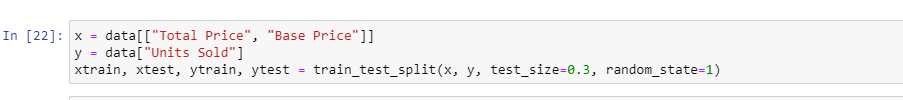 In [22]: x = data[["Total Price", "Base Price"]]
y = data["Units Sold"]
xtrain, xtest, ytrain, ytest = train_test_split(x, y, test_size=0.3, random_state=1)